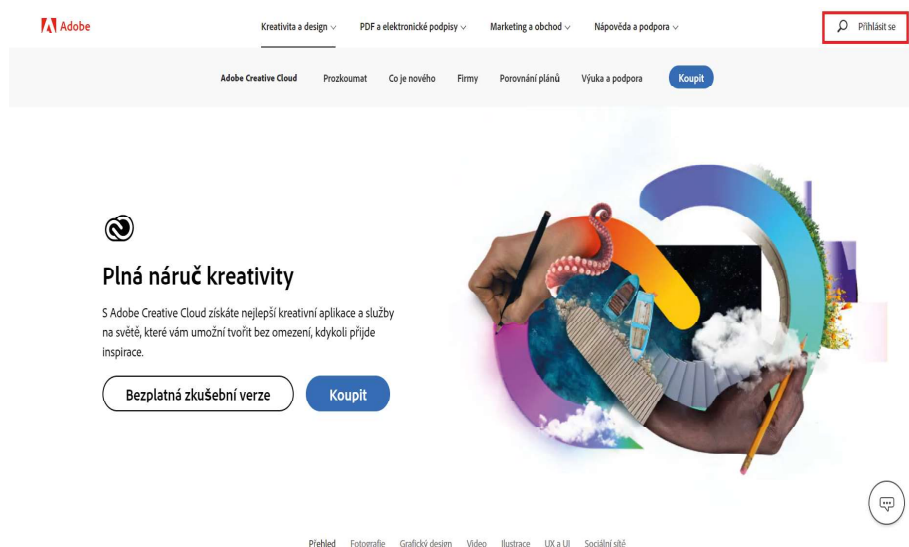 Adobe
Kreativita a design
PDF a elektronické podpisy
Marketing a obchod
Nápověda a podpora
Přihlásit se
Adobe Creative Cloud
Prozkoumat
Co je nového
Firmy
Porovnání plánů
Výuka a podpora
Koupit
Plná náruč kreativity
S Adobe Creative Cloud získáte nejlepší kreativní aplikace a služby
na světě, které vám umožní tvořit bez omezení, kdykoli přijde
inspirace.
Bezplatná zkušební verze
Koupit
Přehled
Fotografie
Grafický design
Video
Ilustrace
UX a UI
Sociální sítě